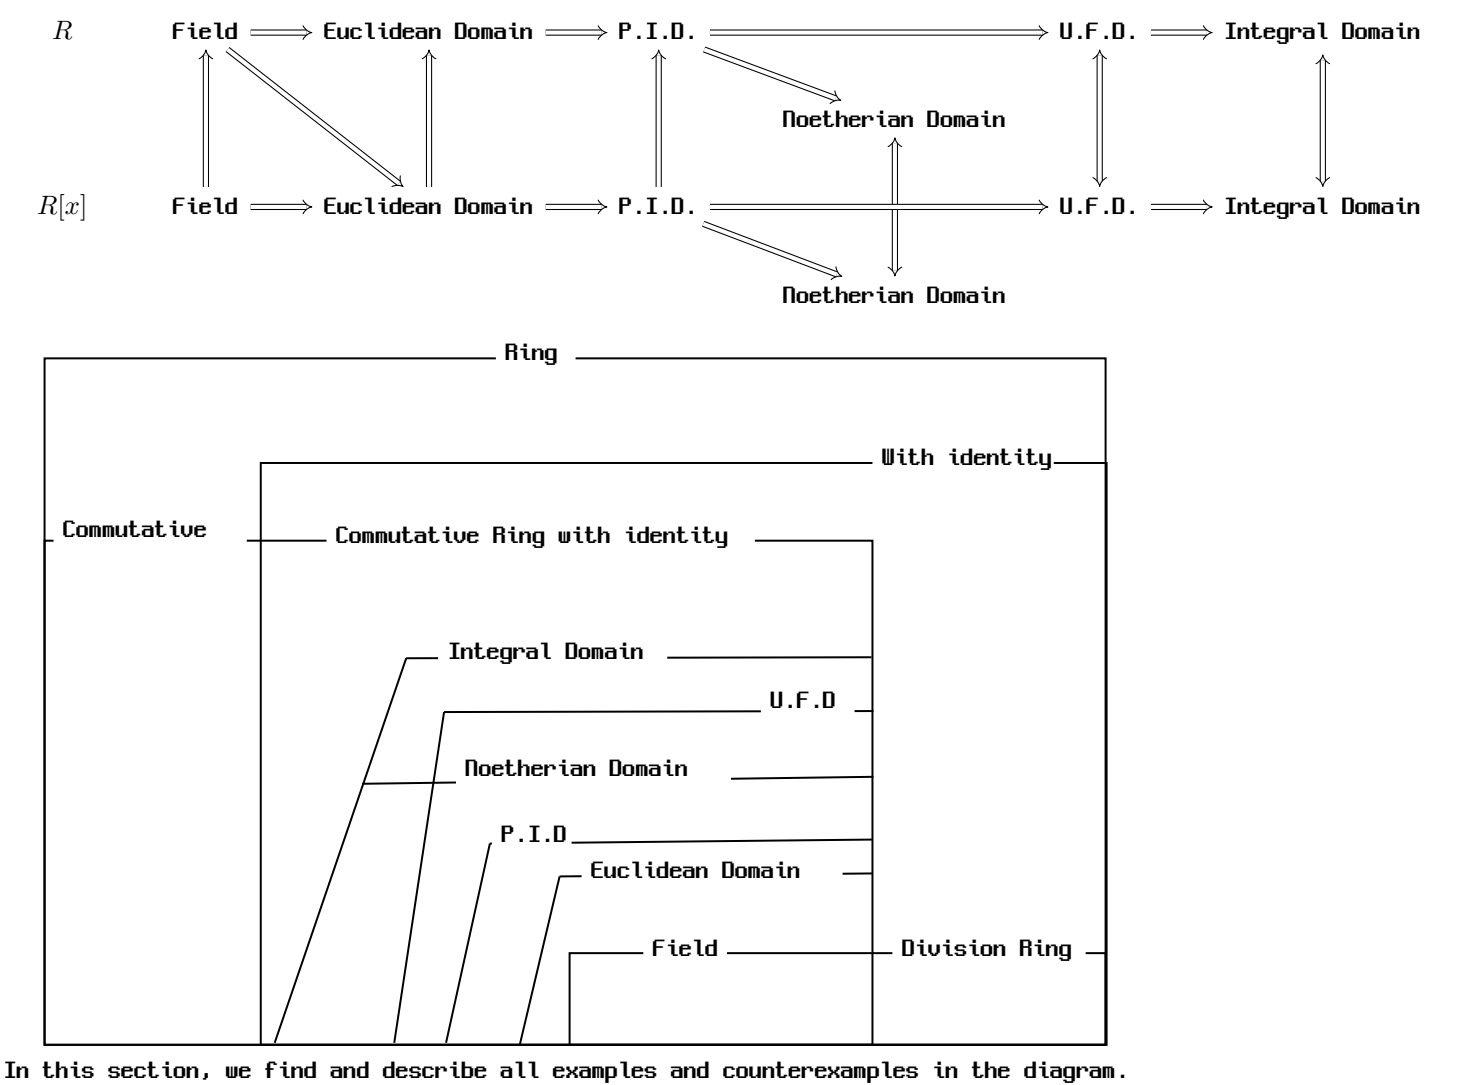 R Field Euclidean Domain P.I.D. U.F.D. Integral Domain
Noetherian Domain
R[x] Field Euclidean Domain P.I.D. U.F.D. Integral Domain
Noetherian Domain
Ring
With identity
Commutative Commutative Ring with identity
Integral Domain
U.F.D
Noetherian Domain
P.I.D
Euclidean Domain
Field Division Ring
In this section, we find and describe all examples and counterexamples in the diagram.